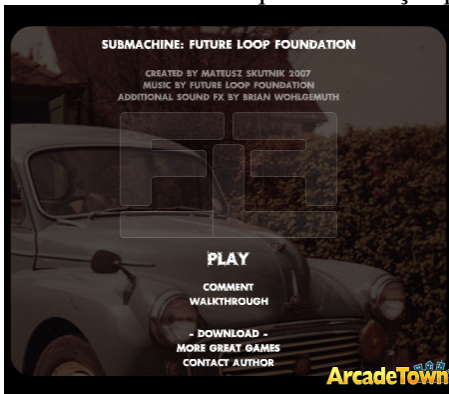 SUBMACHINE: FUTURE LOOP FOUNDATION
CREATED BY MATEUSZ SKUTNIK 2007
MUSIC BY FUTURE LOOP FOUNDATION
ADDITIONAL SOUND FX BY BRIAN WOHLGEMUTH
PLAY
COMMENT
WALKTHROUGH
- DOWNLOAD -
MORE GREAT GAMES
CONTACT AUTHOR
ArcadeTown